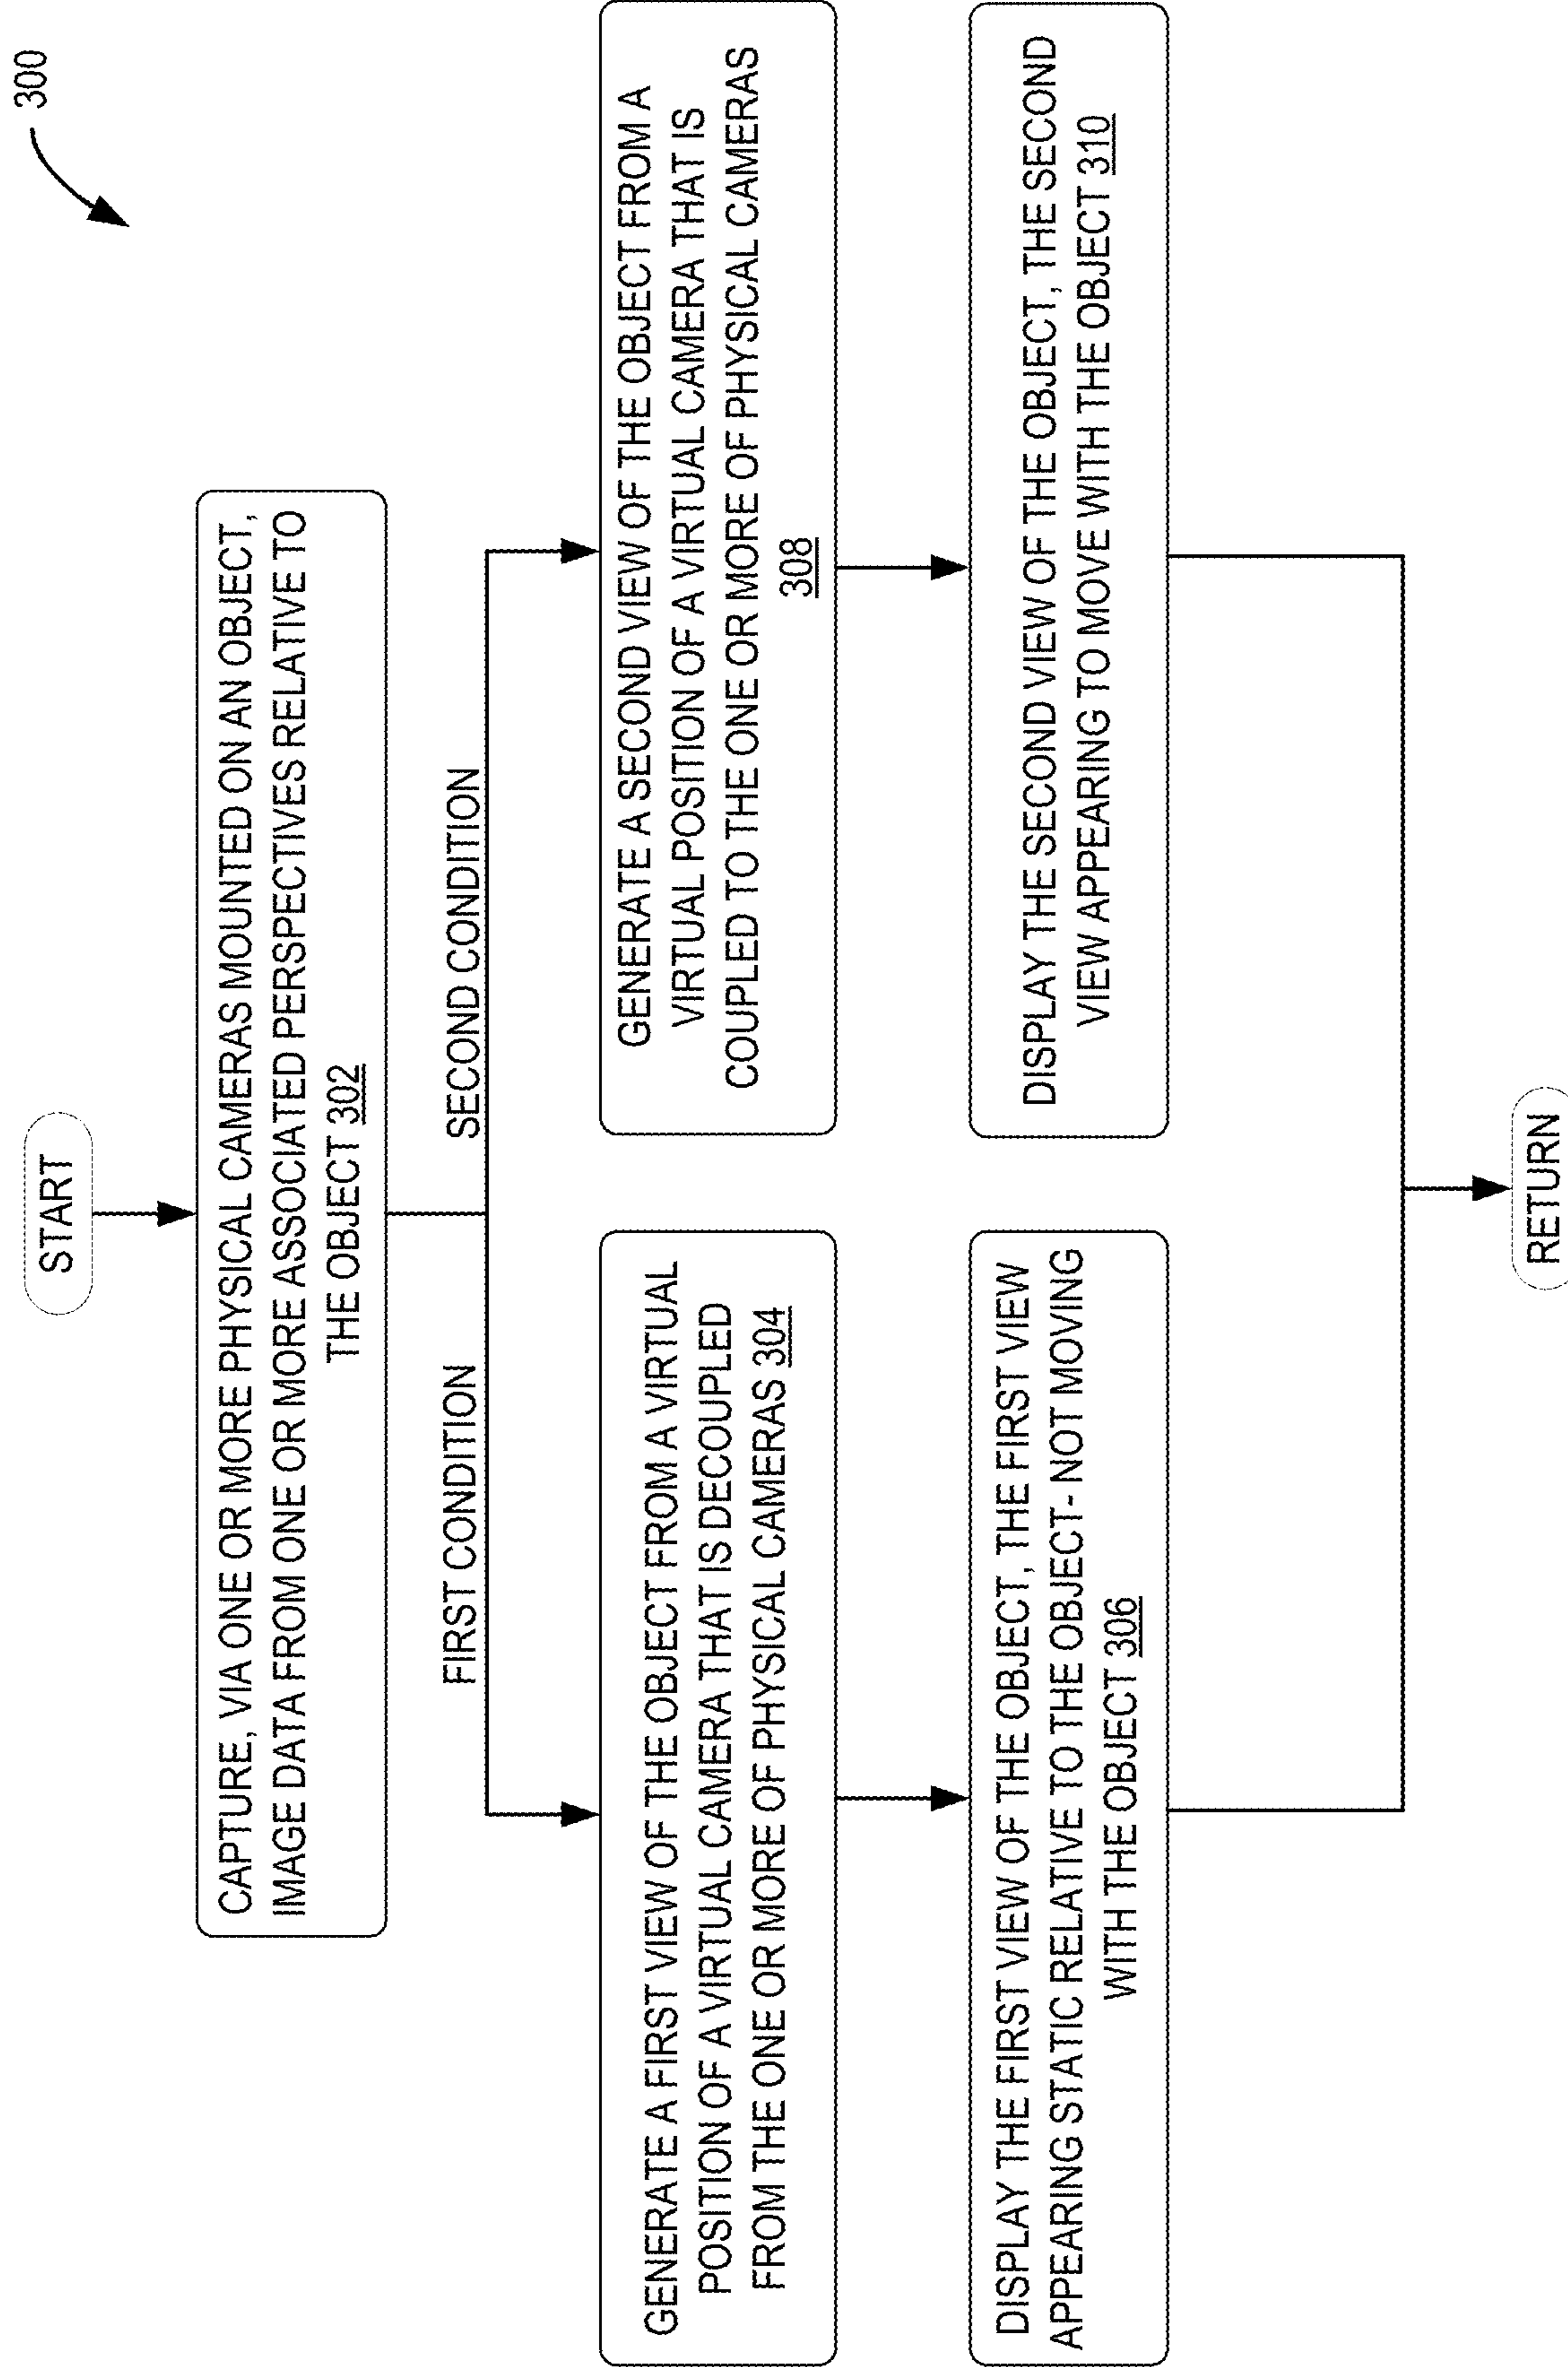 300
START
CAPTURE, VIA ONE OR MORE PHYSICAL CAMERAS MOUNTED ON AN OBJECT,
IMAGE DATA FROM ONE OR MORE ASSOCIATED PERSPECTIVES RELATIVE TO
THE OBJECT 302
FIRST CONDITION
SECOND CONDITION
GENERATE A FIRST VIEW OF THE OBJECT FROM A VIRTUAL
POSITION OF A VIRTUAL CAMERA THAT IS DECOUPLED
FROM THE ONE OR MORE OF PHYSICAL CAMERAS 304
DISPLAY THE FIRST VIEW OF THE OBJECT, THE FIRST VIEW
APPEARING STATIC RELATIVE TO THE OBJECT- NOT MOVING
WITH THE OBJECT 306
GENERATE A SECOND VIEW OF THE OBJECT FROM A
VIRTUAL POSITION OF A VIRTUAL CAMERA THAT IS
COUPLED TO THE ONE OR MORE OF PHYSICAL CAMERAS
308
DISPLAY THE SECOND VIEW OF THE OBJECT, THE SECOND
VIEW APPEARING TO MOVE WITH THE OBJECT 310
RETURN